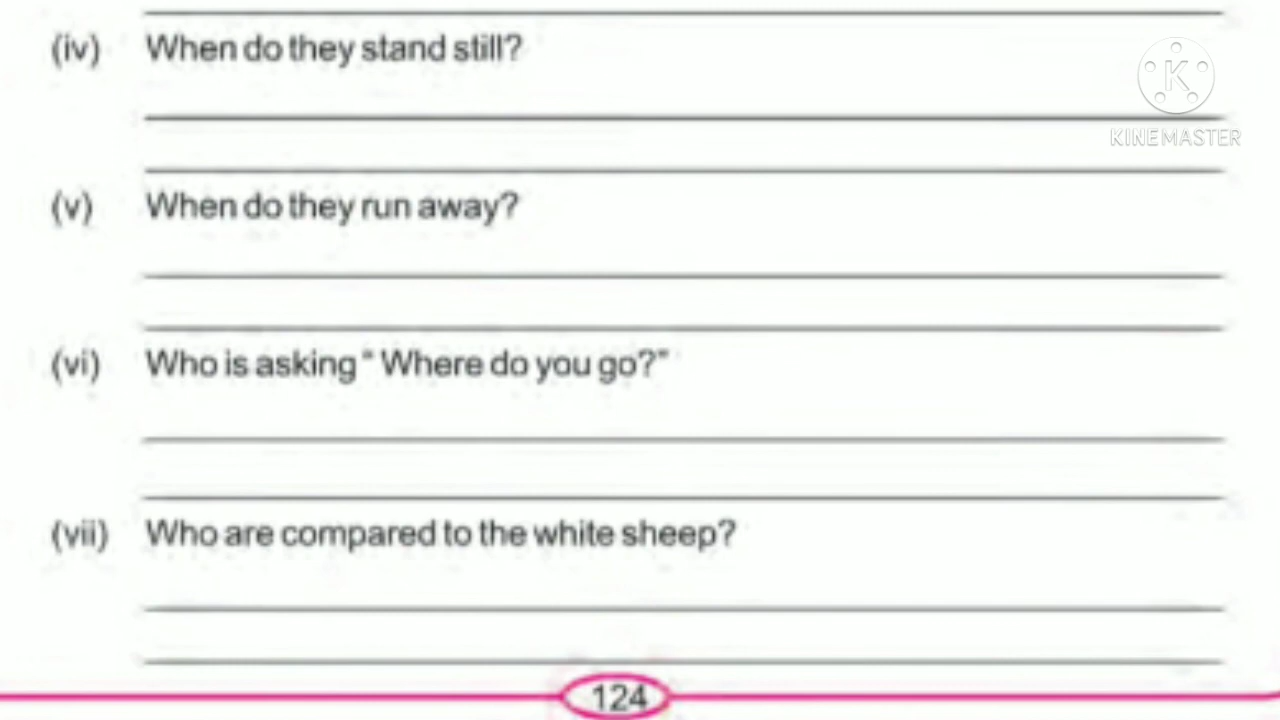 (iv) When do they stand still?
KINEMASTER
(v) When do they run away?
(vi) Who is asking “ Where do you go?”
(vii) Who are compared to the white sheep?
124